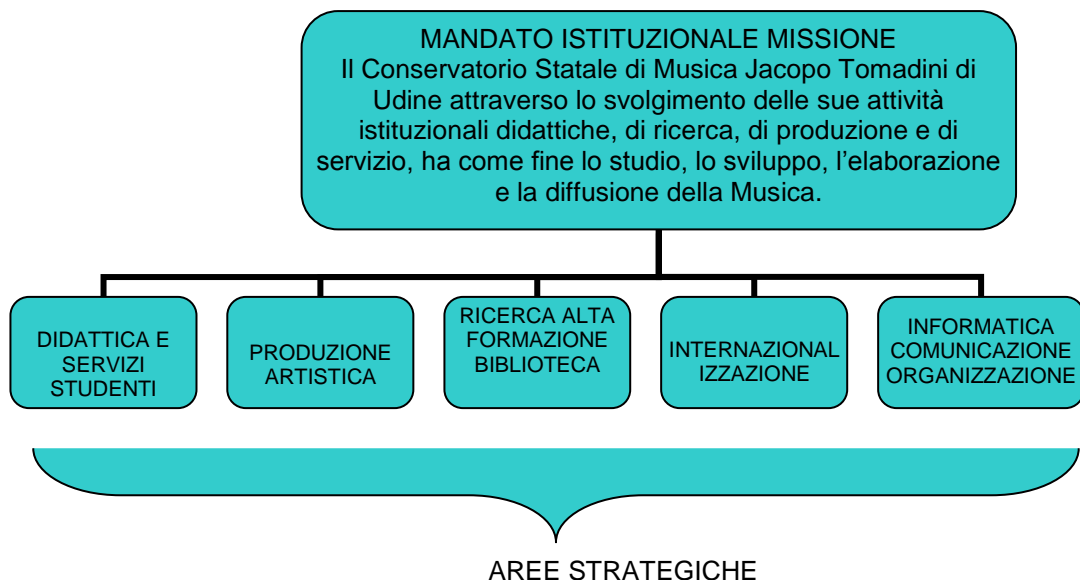 MANDATO ISTITUZIONALE MISSIONE
Il Conservatorio Statale di Musica Jacopo Tomadini di
Udine attraverso lo svolgimento delle sue attività
istituzionali didattiche, di ricerca, di produzione e di
servizio, ha come fine lo studio, lo sviluppo, l'elaborazione
e la diffusione della Musica.
DIDATTICA E
SERVIZI
STUDENTI
PRODUZIONE
ARTISTICA
RICERCA ALTA
FORMAZIONE
BIBLIOTECA
INTERNAZIONAL
IZZAZIONE
INFORMATICA
COMUNICAZIONE
ORGANIZZAZIONE
AREE STRATEGICHE